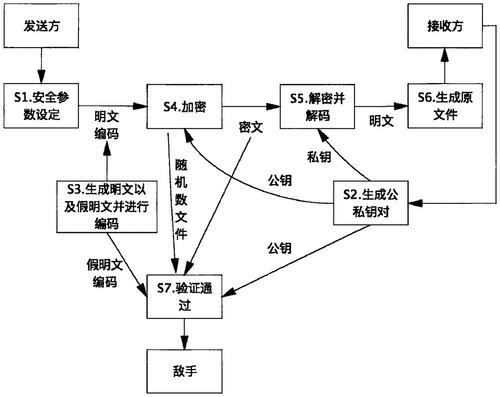 发送方
接收方
S1.安全参
数设定
明文
编码
S4.加密
密文
S5.解密并
解码
明文
S6.生成原
文件
随
机
数
文
件
公钥
私钥
S3.生成明文以
及假明文并进行
编码
S2.生成公
私钥对
假明文
编码
公钥
S7.验证通
过
敌手